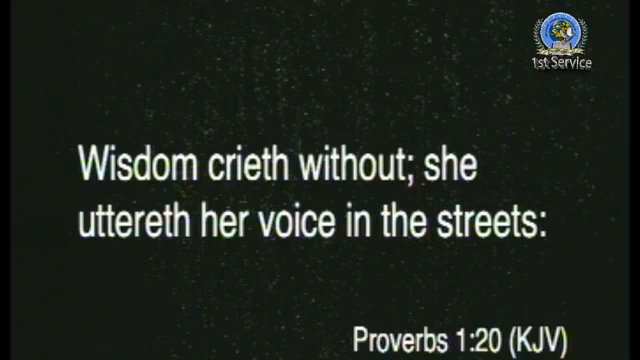 1st Service
Wisdom crieth without; she
uttereth her voice in the streets:
Proverbs 1:20 (KJV)